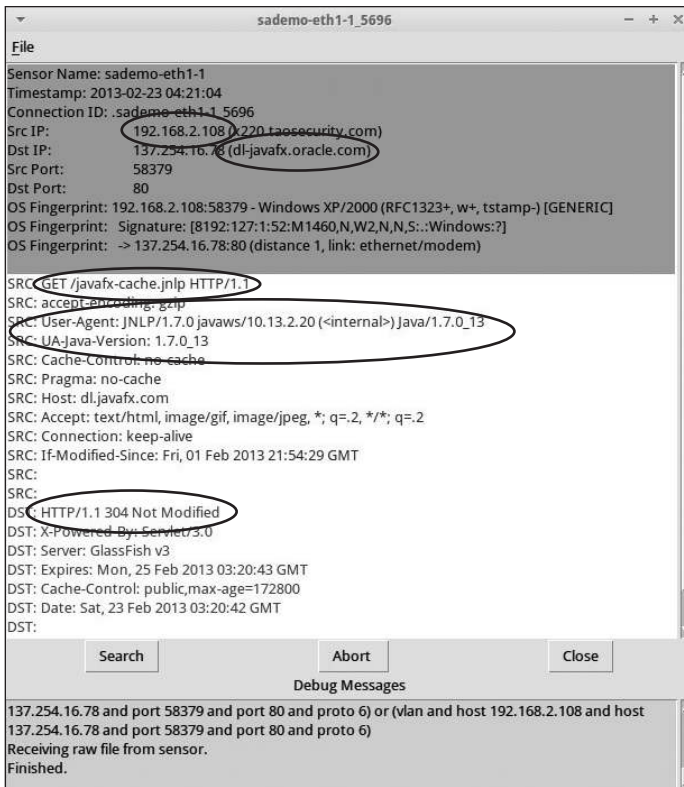 sademo-eth1-1_5696
File
Sensor Name: sademo-eth1-1
Timestamp: 2013-02-23 04:21:04
Connection ID: .sademo-eth1-1_5696
Src IP: 192.168.2.108 (x220.taosecurity.com)
Dst IP: 137.254.16.78 (dl-javafx.oracle.com)
Src Port: 58379
Dst Port: 80
OS Fingerprint: 192.168.2.108:58379 - Windows XP/2000 (RFC1323+, w+, tstamp-) [GENERIC]
OS Fingerprint: Signature: [8192:127:1:52:M1460,N,W2,N,N,S:.:Windows:?]
OS Fingerprint: -> 137.254.16.78:80 (distance 1, link: ethernet/modem)
SRC: GET /javafx-cache.jnlp HTTP/1.1
SRC: accept-encoding: gzip
SRC: User-Agent: JNLP/1.7.0 javaws/10.13.2.20 (<internal>) Java/1.7.0_13
SRC: UA-Java-Version: 1.7.0_13
SRC: Cache-Control: no-cache
SRC: Pragma: no-cache
SRC: Host: dl.javafx.com
SRC: Accept: text/html, image/gif, image/jpeg, *; q=.2, */*; q=.2
SRC: Connection: keep-alive
SRC: If-Modified-Since: Fri, 01 Feb 2013 21:54:29 GMT
SRC:
SRC:
DST: HTTP/1.1 304 Not Modified
DST: X-Powered-By: Servlet/3.0
DST: Server: GlassFish v3
DST: Expires: Mon, 25 Feb 2013 03:20:43 GMT
DST: Cache-Control: public,max-age=172800
DST: Date: Sat, 23 Feb 2013 03:20:42 GMT
DST:
Search Abort Close
Debug Messages
137.254.16.78 and port 58379 and port 80 and proto 6) or (vlan and host 192.168.2.108 and host
137.254.16.78 and port 58379 and port 80 and proto 6)
Receiving raw file from sensor.
Finished.